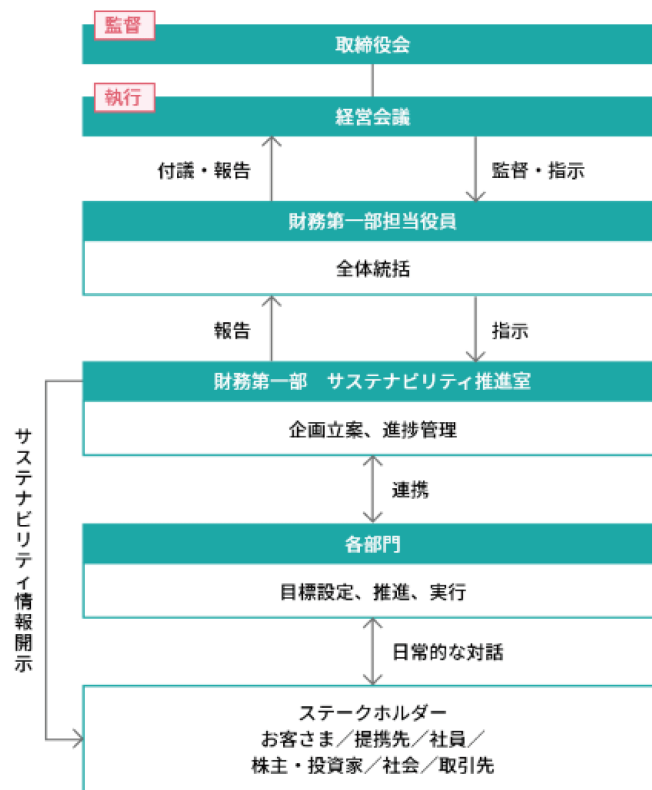 監督
取締役会
執行
経営会議
付議・報告
監督・指示
財務第一部担当役員
全体統括
報告
指示
財務第一部　サステナビリティ推進室
企画立案、進捗管理
サステナビリティ情報開示
連携
各部門
目標設定、推進、実行
日常的な対話
ステークホルダー
お客さま／提携先／社員／
株主・投資家／社会／取引先